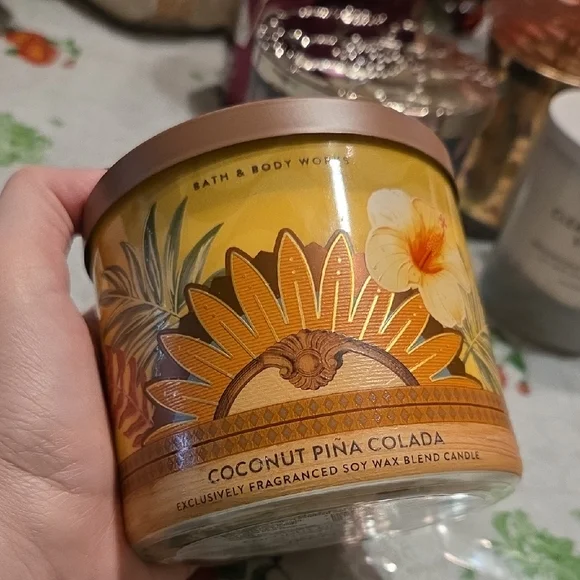 BATH & BODY WORKS
COCONUT PIÑA COLADA
EXCLUSIVELY FRAGRANCED SOY WAX BLEND CANDLE